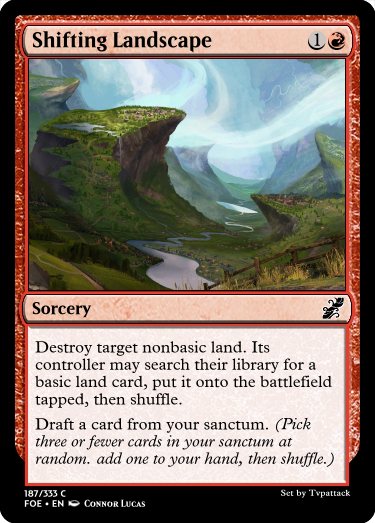 Shifting Landscape 1
Sorcery
Destroy target nonbasic land. Its
controller may search their library for a
basic land card, put it onto the battlefield
tapped, then shuffle.
Draft a card from your sanctum. (Pick
three or fewer cards in your sanctum at
random. add one to your hand, then shuffle.)
187/333 C
FOE • EN Connor Lucas
Set by Tvpattack